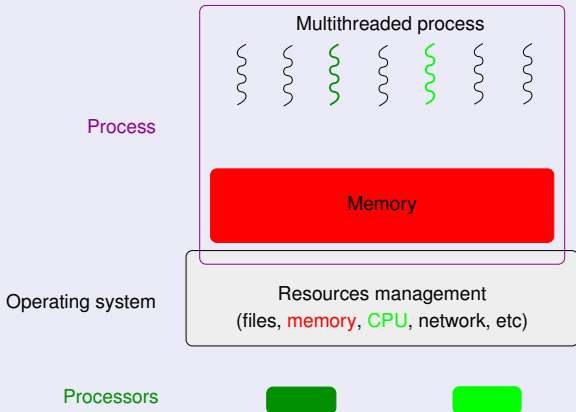 Multithreaded process
Process
Memory
Operating system
Resources management
(files, memory, CPU, network, etc)
Processors